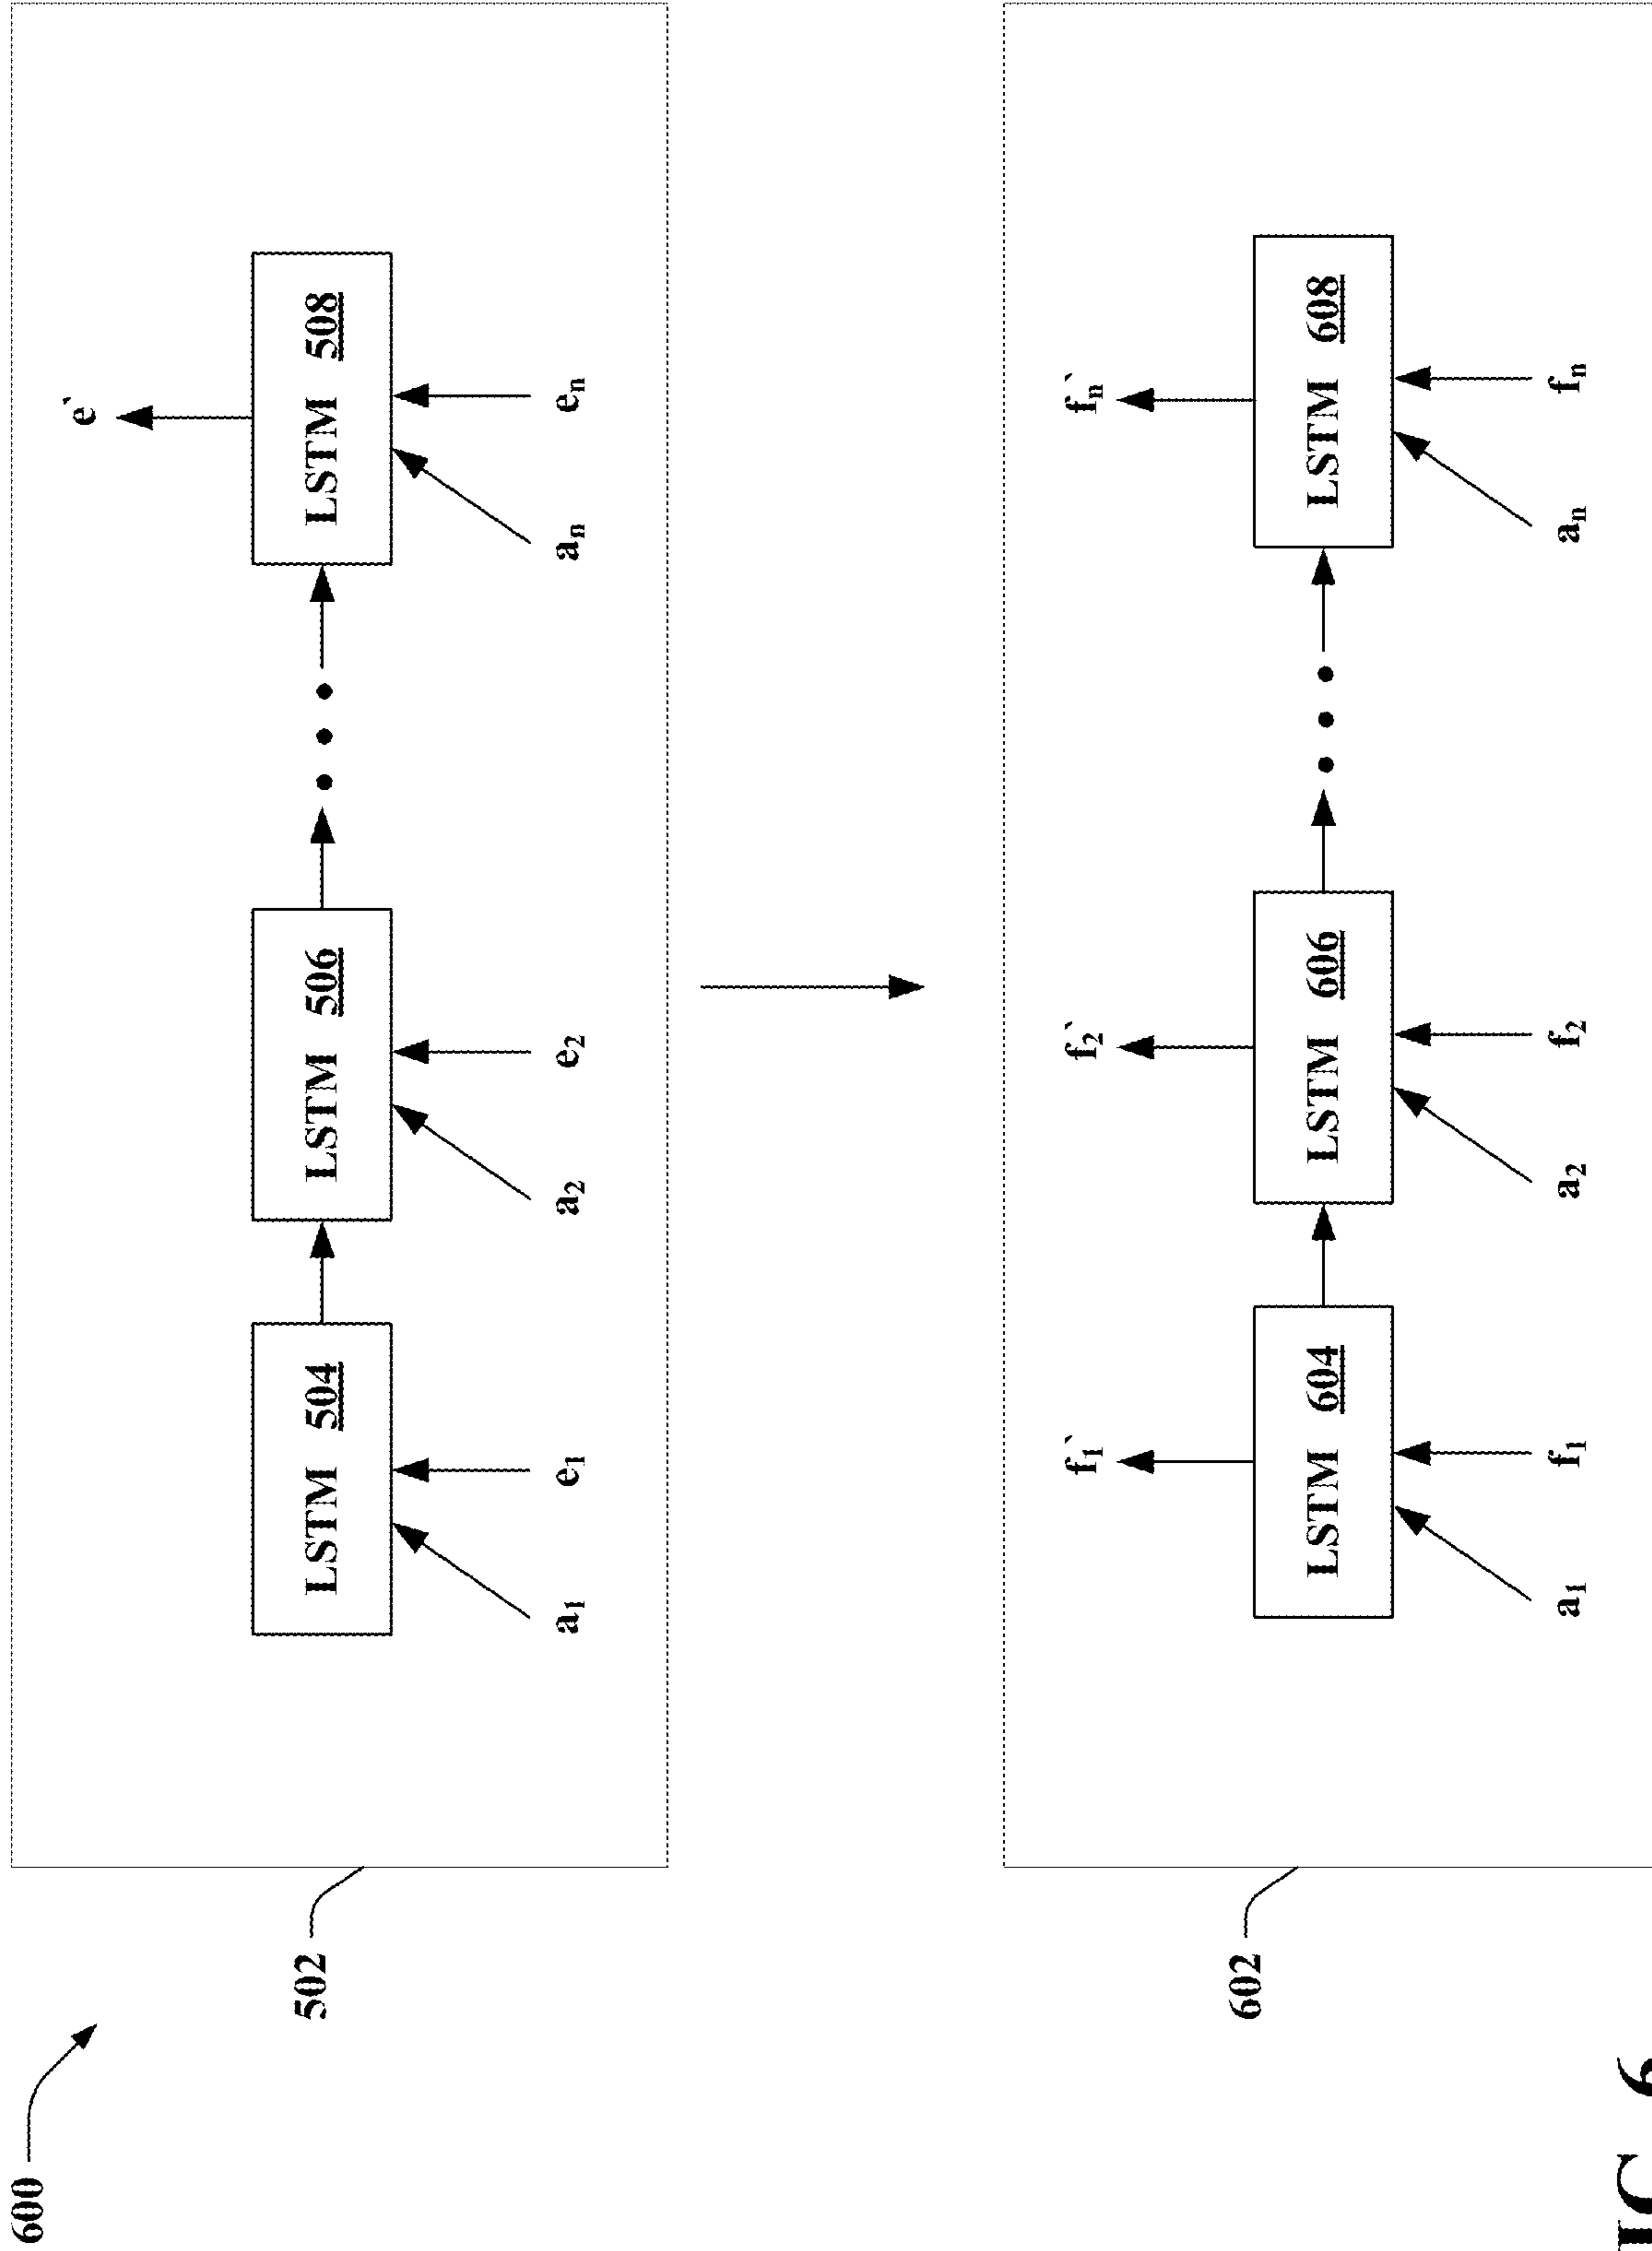 600
e`
502 LSTM 504 LSTM 506 • • • LSTM 508
a₁ e₁ a₂ e₂ aₙ eₙ
f₁` f₂` fₙ`
602 LSTM 604 LSTM 606 • • • LSTM 608
a₁ f₁ a₂ f₂ aₙ fₙ